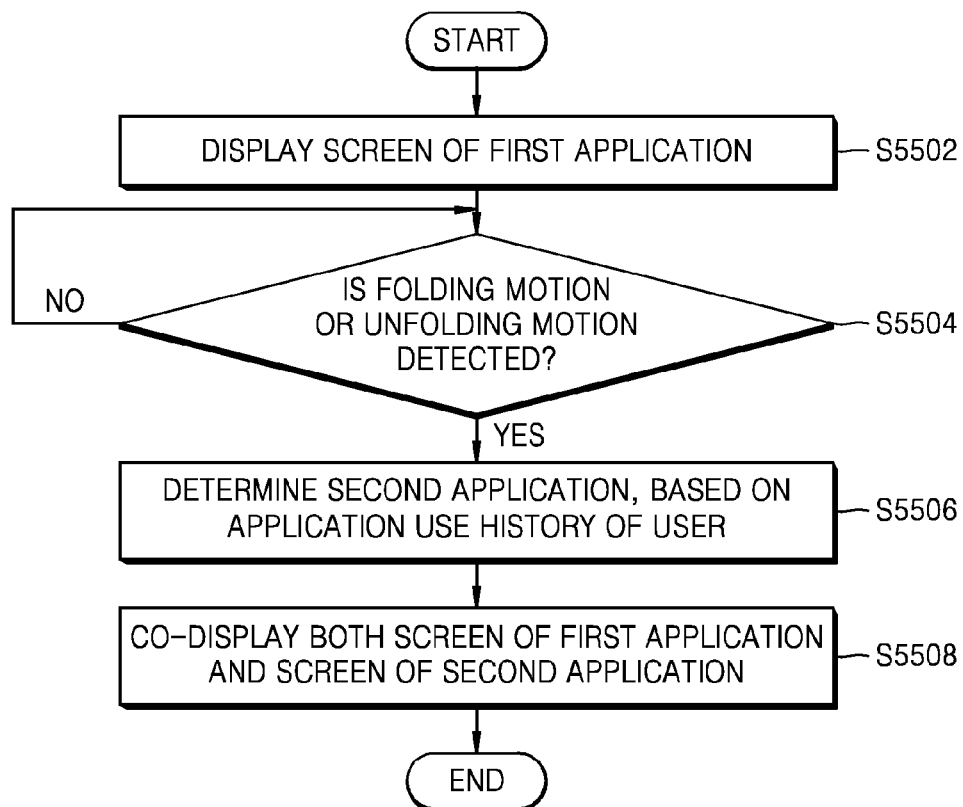 START
DISPLAY SCREEN OF FIRST APPLICATION
S5502
IS FOLDING MOTION
OR UNFOLDING MOTION
DETECTED?
S5504
NO
YES
DETERMINE SECOND APPLICATION, BASED ON
APPLICATION USE HISTORY OF USER
S5506
CO-DISPLAY BOTH SCREEN OF FIRST APPLICATION
AND SCREEN OF SECOND APPLICATION
S5508
END